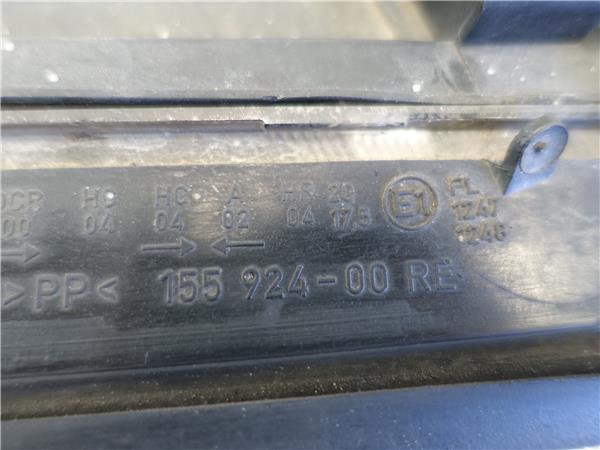 DCR HC HC A HR 20 E1 FL
00 04 04 02 04 17.5 1247
→ → ← 1248
>PP< 155 924-00 RE